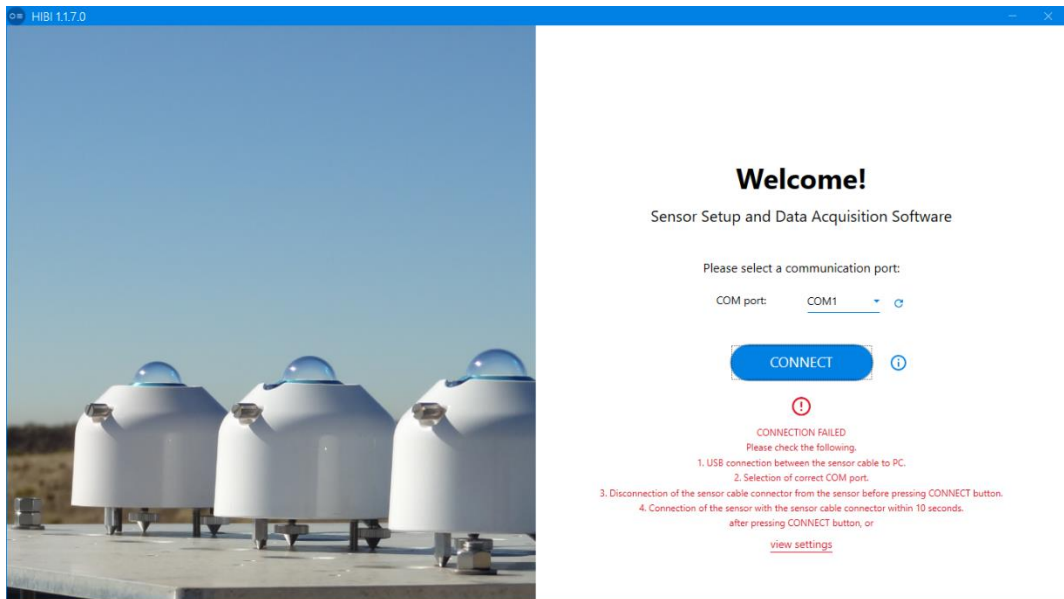 HIBI 1.1.7.0
Welcome!
Sensor Setup and Data Acquisition Software
Please select a communication port:
COM port: COM1
CONNECT
CONNECTION FAILED
Please check the following.
1. USB connection between the sensor cable to PC.
2. Selection of correct COM port.
3. Disconnection of the sensor cable connector from the sensor before pressing CONNECT button.
4. Connection of the sensor with the sensor cable connector within 10 seconds.
after pressing CONNECT button, or
view settings